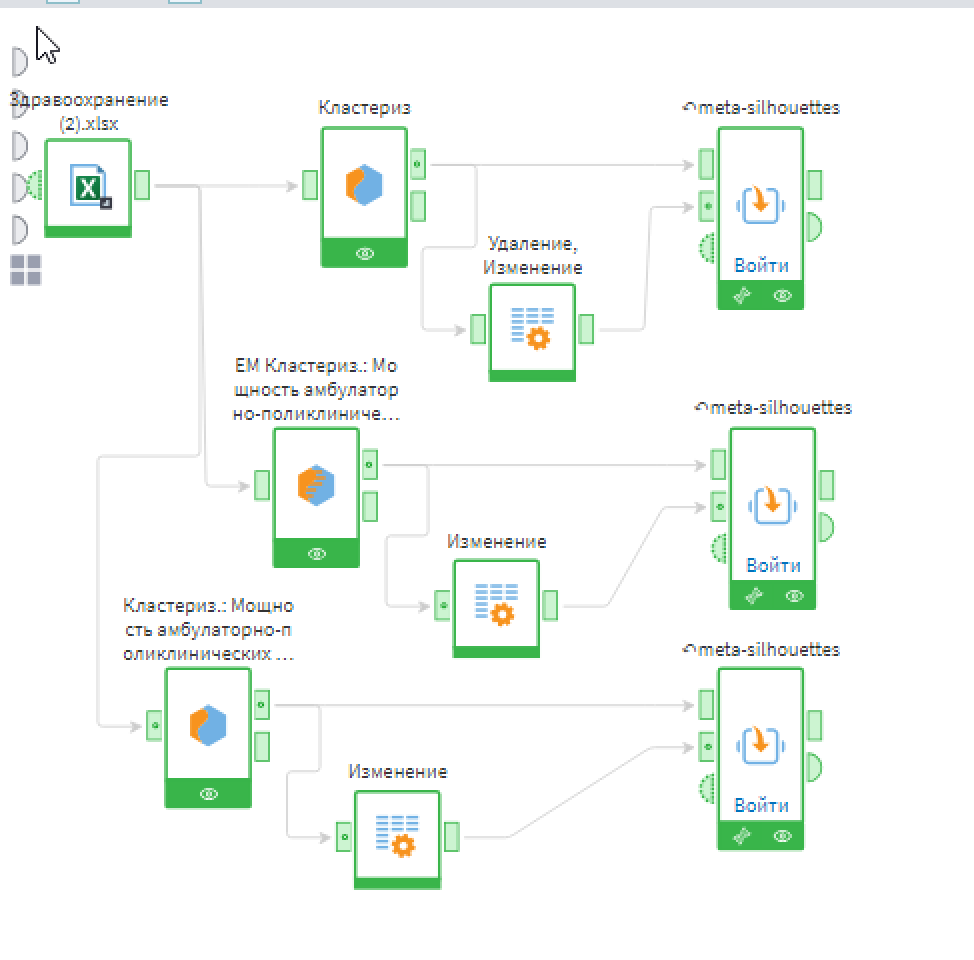 Здравоохранение
(2).xlsx
Кластериз
meta-silhouettes
Войти
Удаление,
Изменение
EM Кластериз.: Мо
щность амбулатор
но-поликлиниче…
meta-silhouettes
Войти
Изменение
Кластериз.: Мощно
сть амбулаторно-п
оликлинических …
meta-silhouettes
Войти
Изменение